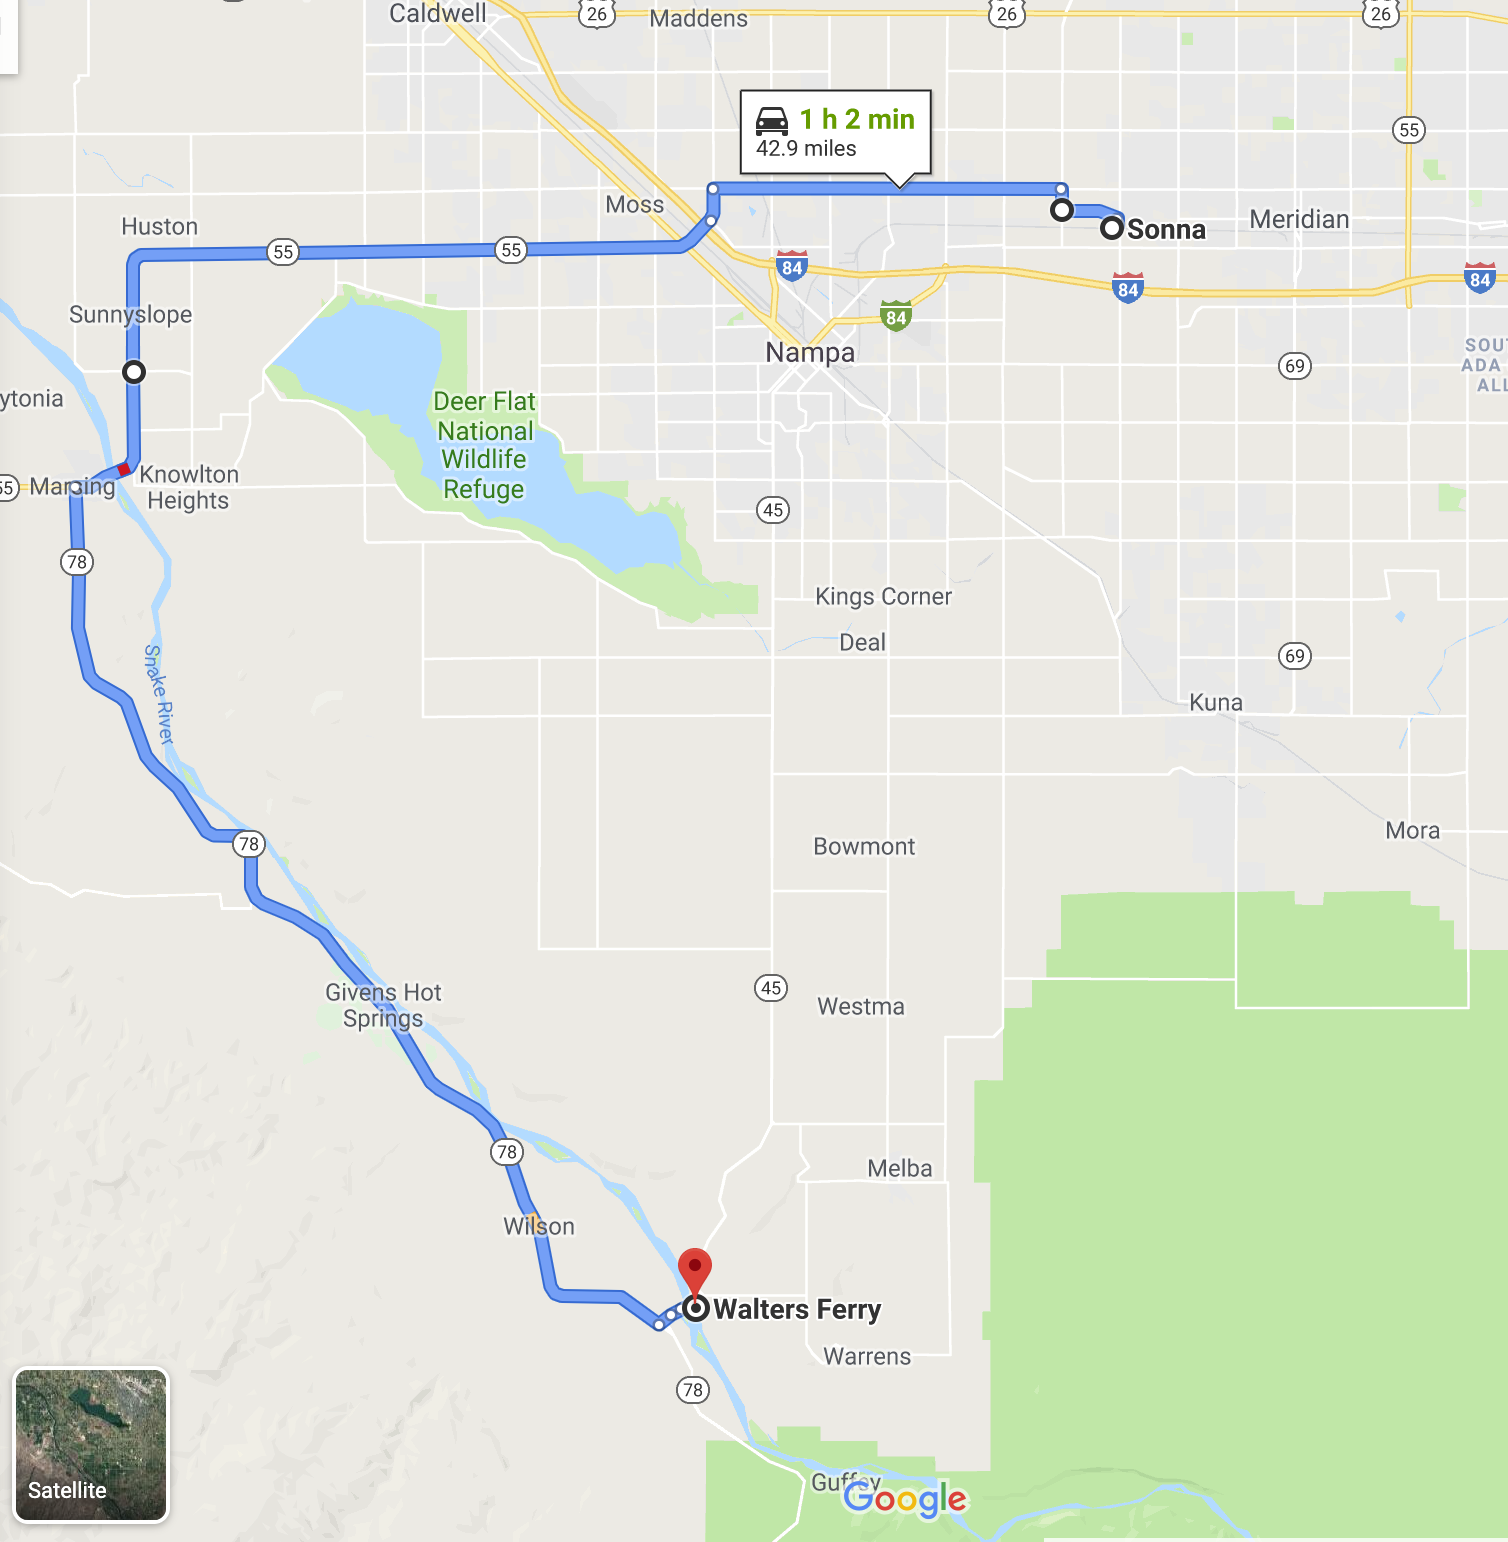 Caldwell
26
Maddens
26
26
55
1 h 2 min
42.9 miles
Moss
Huston
Sonna
Meridian
55
55
84
84
84
84
Sunnyslope
Nampa
69
ytonia
Deer Flat
National
Wildlife
Refuge
SOU
ADA
ALL
Knowlton
Heights
55
Marsing
45
78
Kings Corner
Deal
Snake River
69
Kuna
Mora
78
Bowmont
Givens Hot
Springs
45
Westma
78
Melba
Wilson
Walters Ferry
Warrens
78
Guffey
Google
Satellite